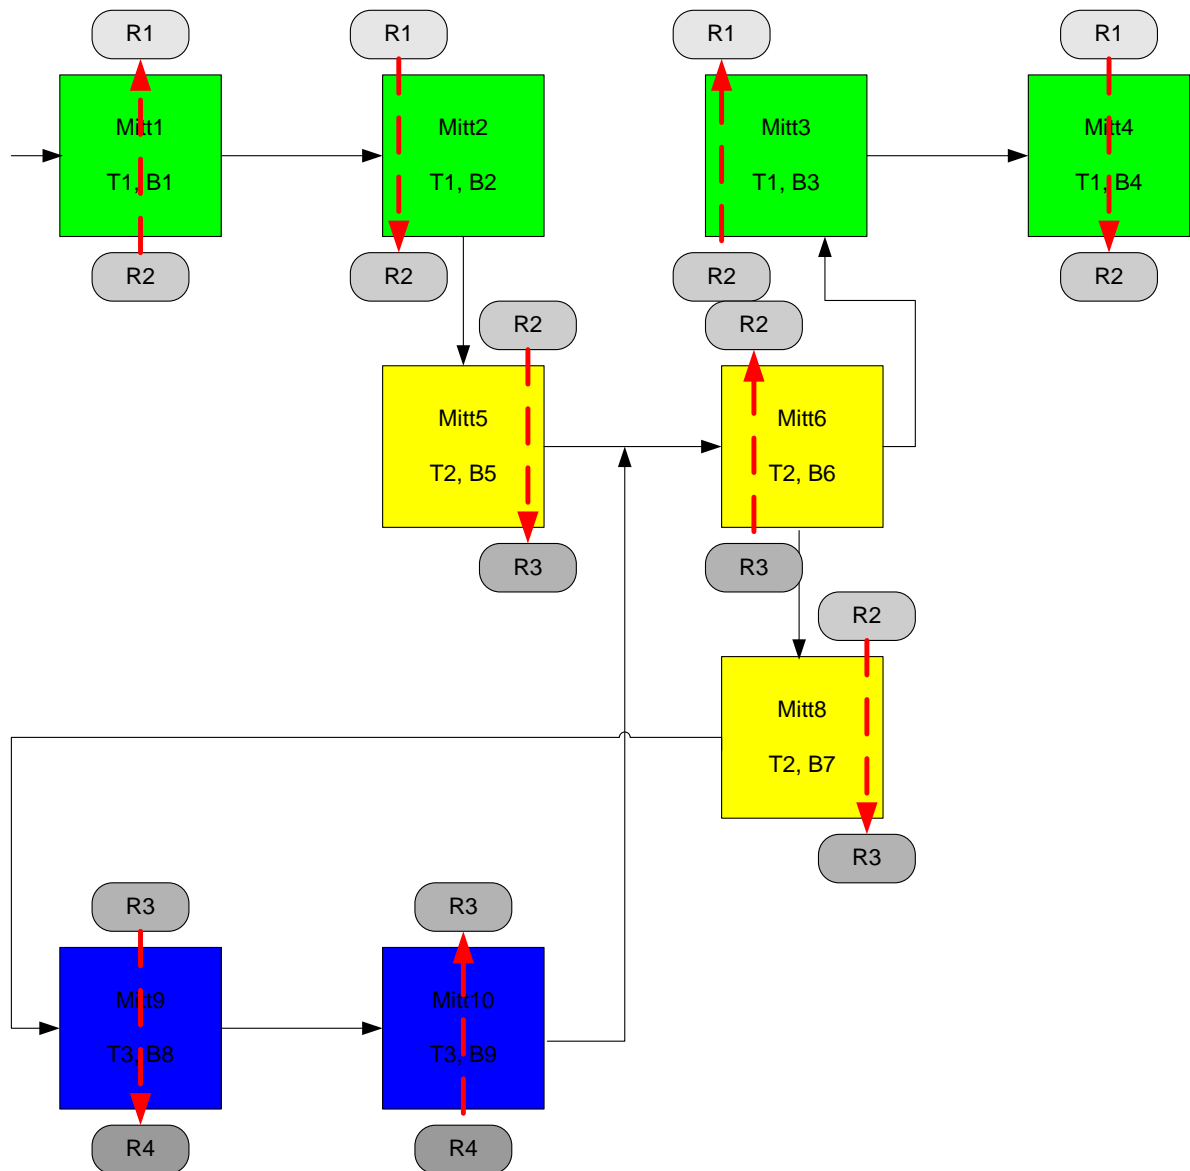 R1
R1
R1
R1
Mitt1
T1, B1
Mitt2
T1, B2
Mitt3
T1, B3
Mitt4
T1, B4
R2
R2
R2
R2
R2
R2
Mitt5
T2, B5
Mitt6
T2, B6
R3
R3
R2
Mitt8
T2, B7
R3
R3
R3
Mitt9
T3, B8
Mitt10
T3, B9
R4
R4